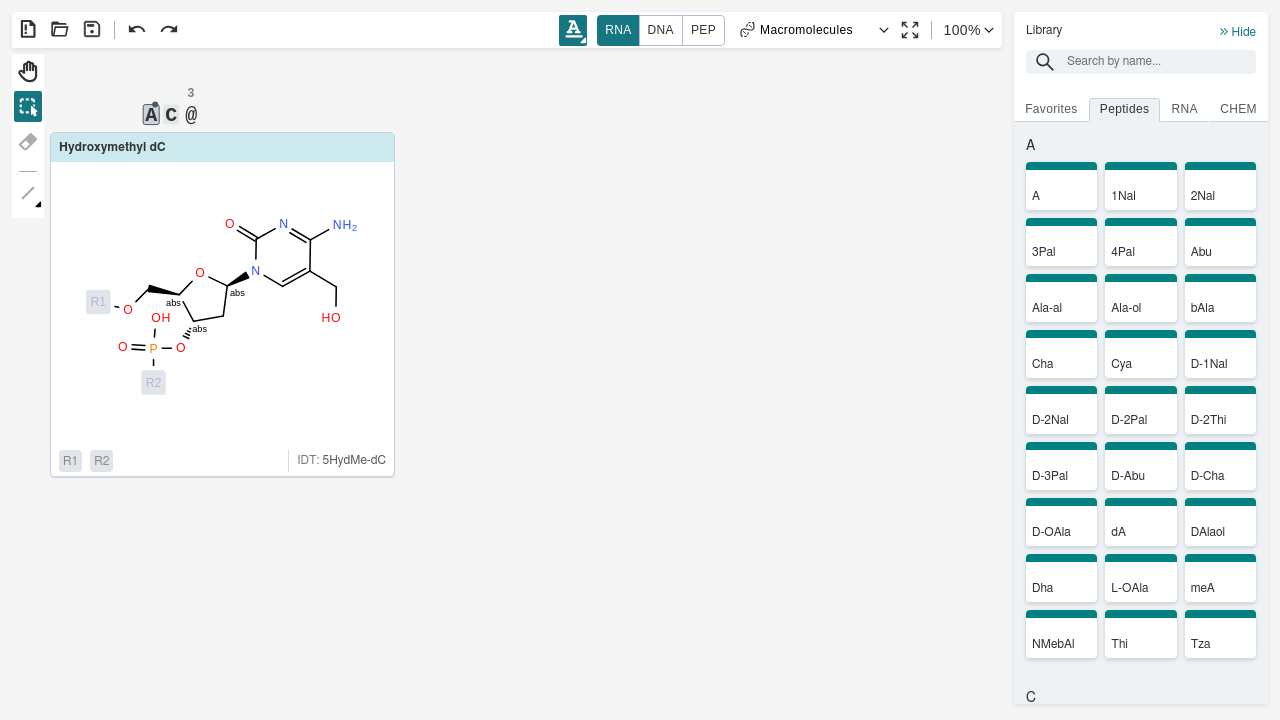 A RNA DNA PEP Macromolecules 100%
Library
Hide
Search by name...
Favorites Peptides RNA CHEM
3
A C @
Hydroxymethyl dC
O N NH2
N
O
R1 O abs abs
OH HO
abs
O P O
R2
R1 R2 IDT: 5HydMe-dC
A
A 1Nal 2Nal
3Pal 4Pal Abu
Ala-al Ala-ol bAla
Cha Cya D-1Nal
D-2Nal D-2Pal D-2Thi
D-3Pal D-Abu D-Cha
D-OAla dA DAlaol
Dha L-OAla meA
NMebAl Thi Tza
C